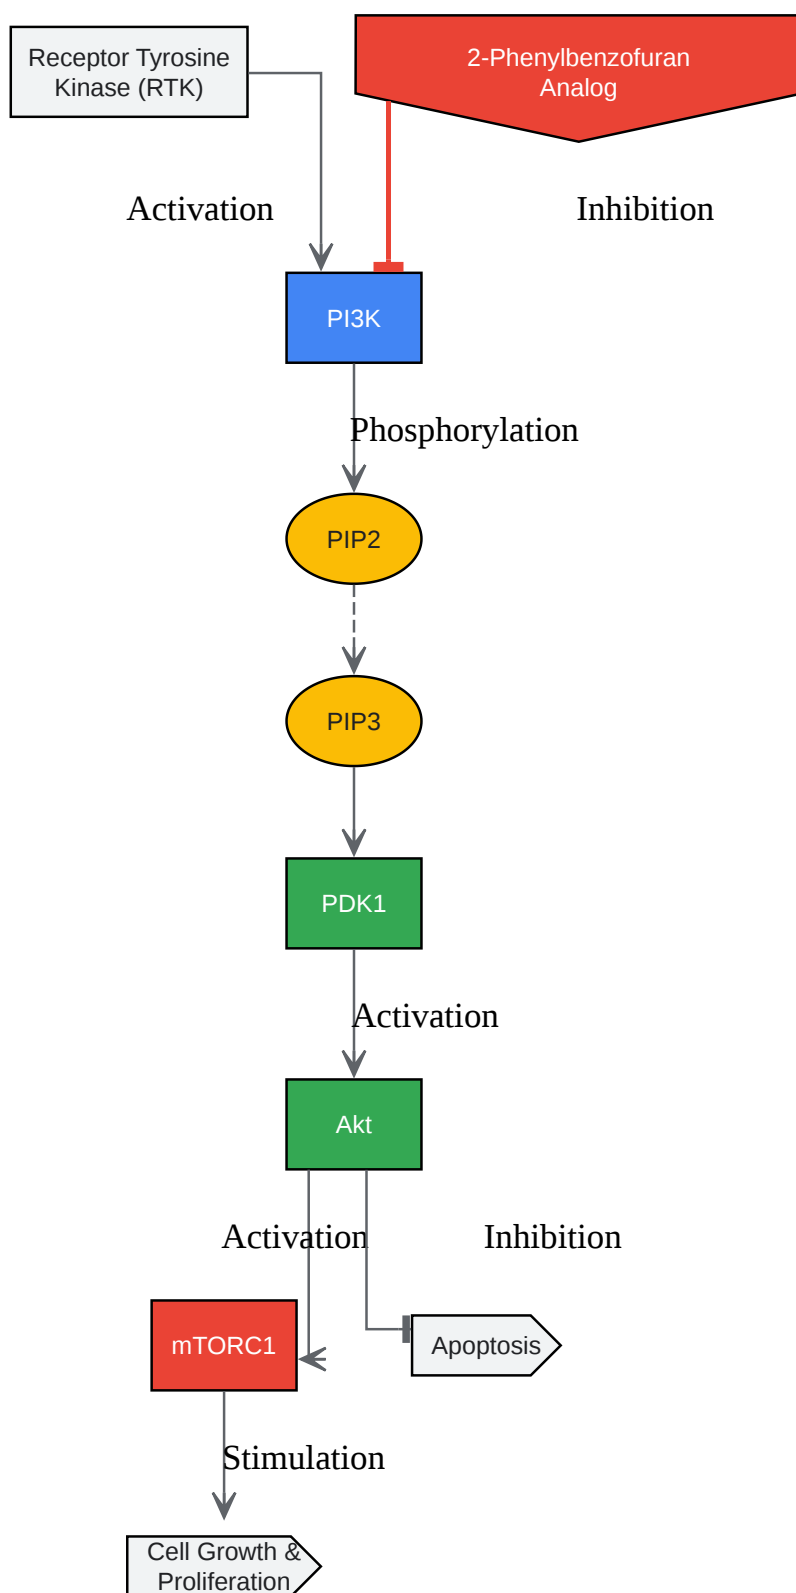 Receptor Tyrosine
Kinase (RTK)
2-Phenylbenzofuran
Analog
Activation
Inhibition
PI3K
Phosphorylation
PIP2
PIP3
PDK1
Activation
Akt
Activation
Inhibition
mTORC1
Apoptosis
Stimulation
Cell Growth &
Proliferation